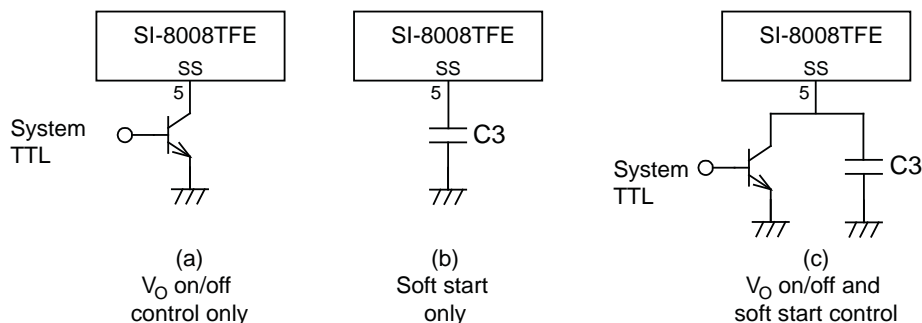 SI-8008TFE
SS
5
System
TTL
(a)
VO on/off
control only
SI-8008TFE
SS
5
C3
(b)
Soft start
only
SI-8008TFE
SS
5
System
TTL
C3
(c)
VO on/off and
soft start control